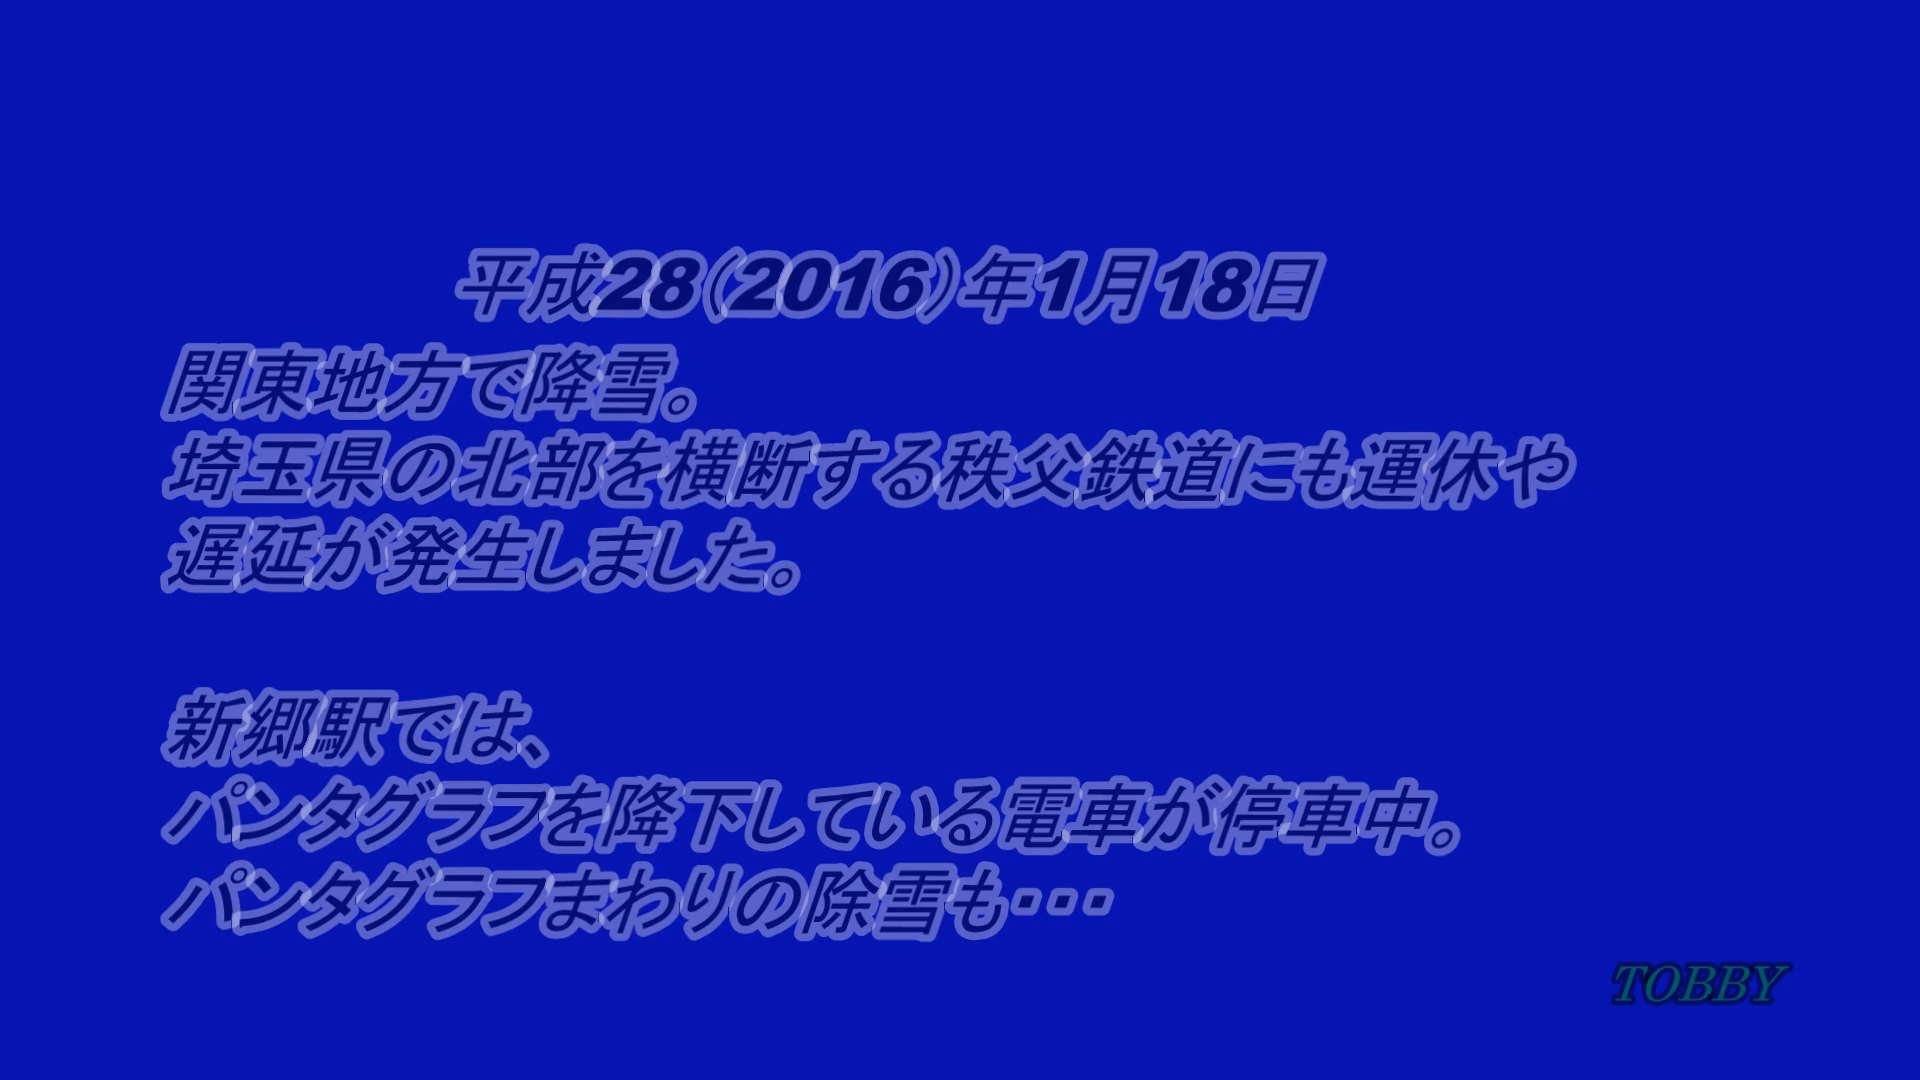 平成28(2016)年1月18日
関東地方で降雪。
埼玉県の北部を横断する秩父鉄道にも運休や
遅延が発生しました。
新郷駅では、
パンタグラフを降下している電車が停車中。
パンタグラフまわりの除雪も・・・
TOBBY